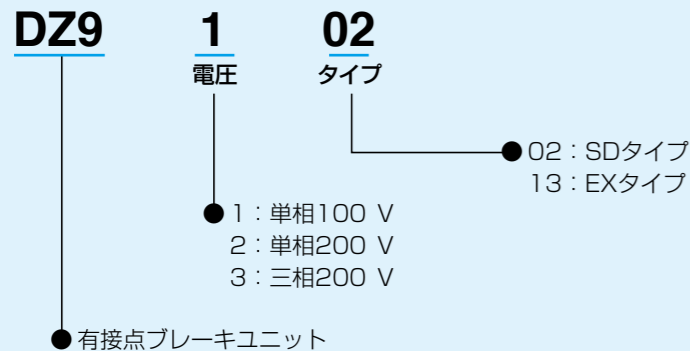 DZ9 1 02
電圧 タイプ
02：SDタイプ
13：EXタイプ
1：単相100 V
2：単相200 V
3：三相200 V
有接点ブレーキユニット